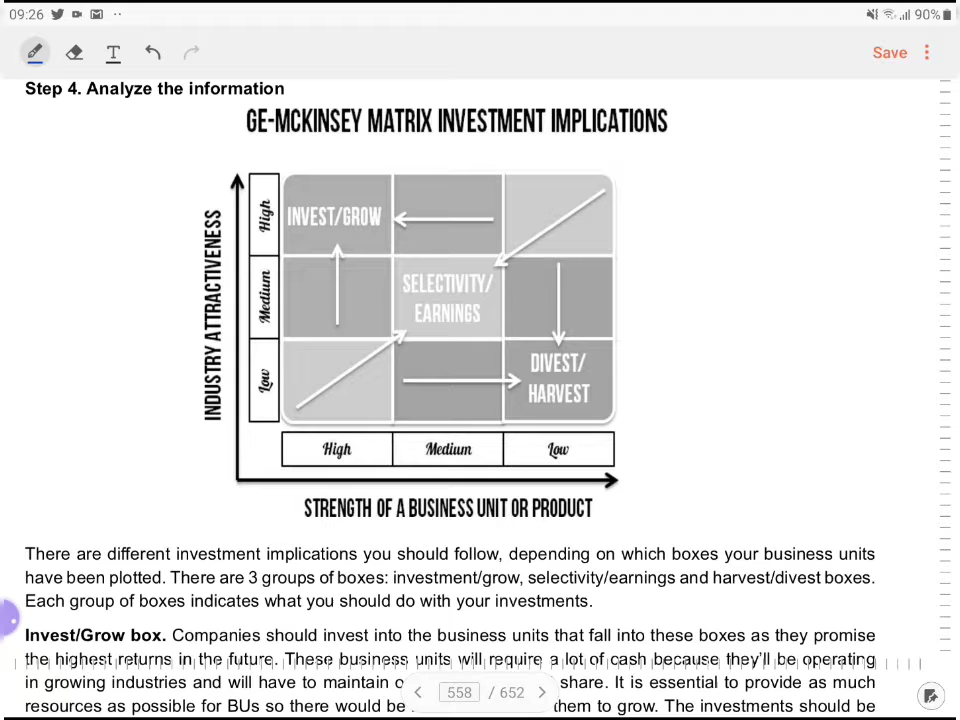 09:26
90%
T
Save
Step 4. Analyze the information
GE-MCKINSEY MATRIX INVESTMENT IMPLICATIONS
INDUSTRY ATTRACTIVENESS
High
Medium
Low
INVEST/GROW
SELECTIVITY/
EARNINGS
DIVEST/
HARVEST
High Medium Low
STRENGTH OF A BUSINESS UNIT OR PRODUCT
There are different investment implications you should follow, depending on which boxes your business units
have been plotted. There are 3 groups of boxes: investment/grow, selectivity/earnings and harvest/divest boxes.
Each group of boxes indicates what you should do with your investments.
Invest/Grow box. Companies should invest into the business units that fall into these boxes as they promise
the highest returns in the future. These business units will require a lot of cash because they'll be operating
in growing industries and will have to maintain share. It is essential to provide as much
resources as possible for BUs so there would be them to grow. The investments should be
558 / 652